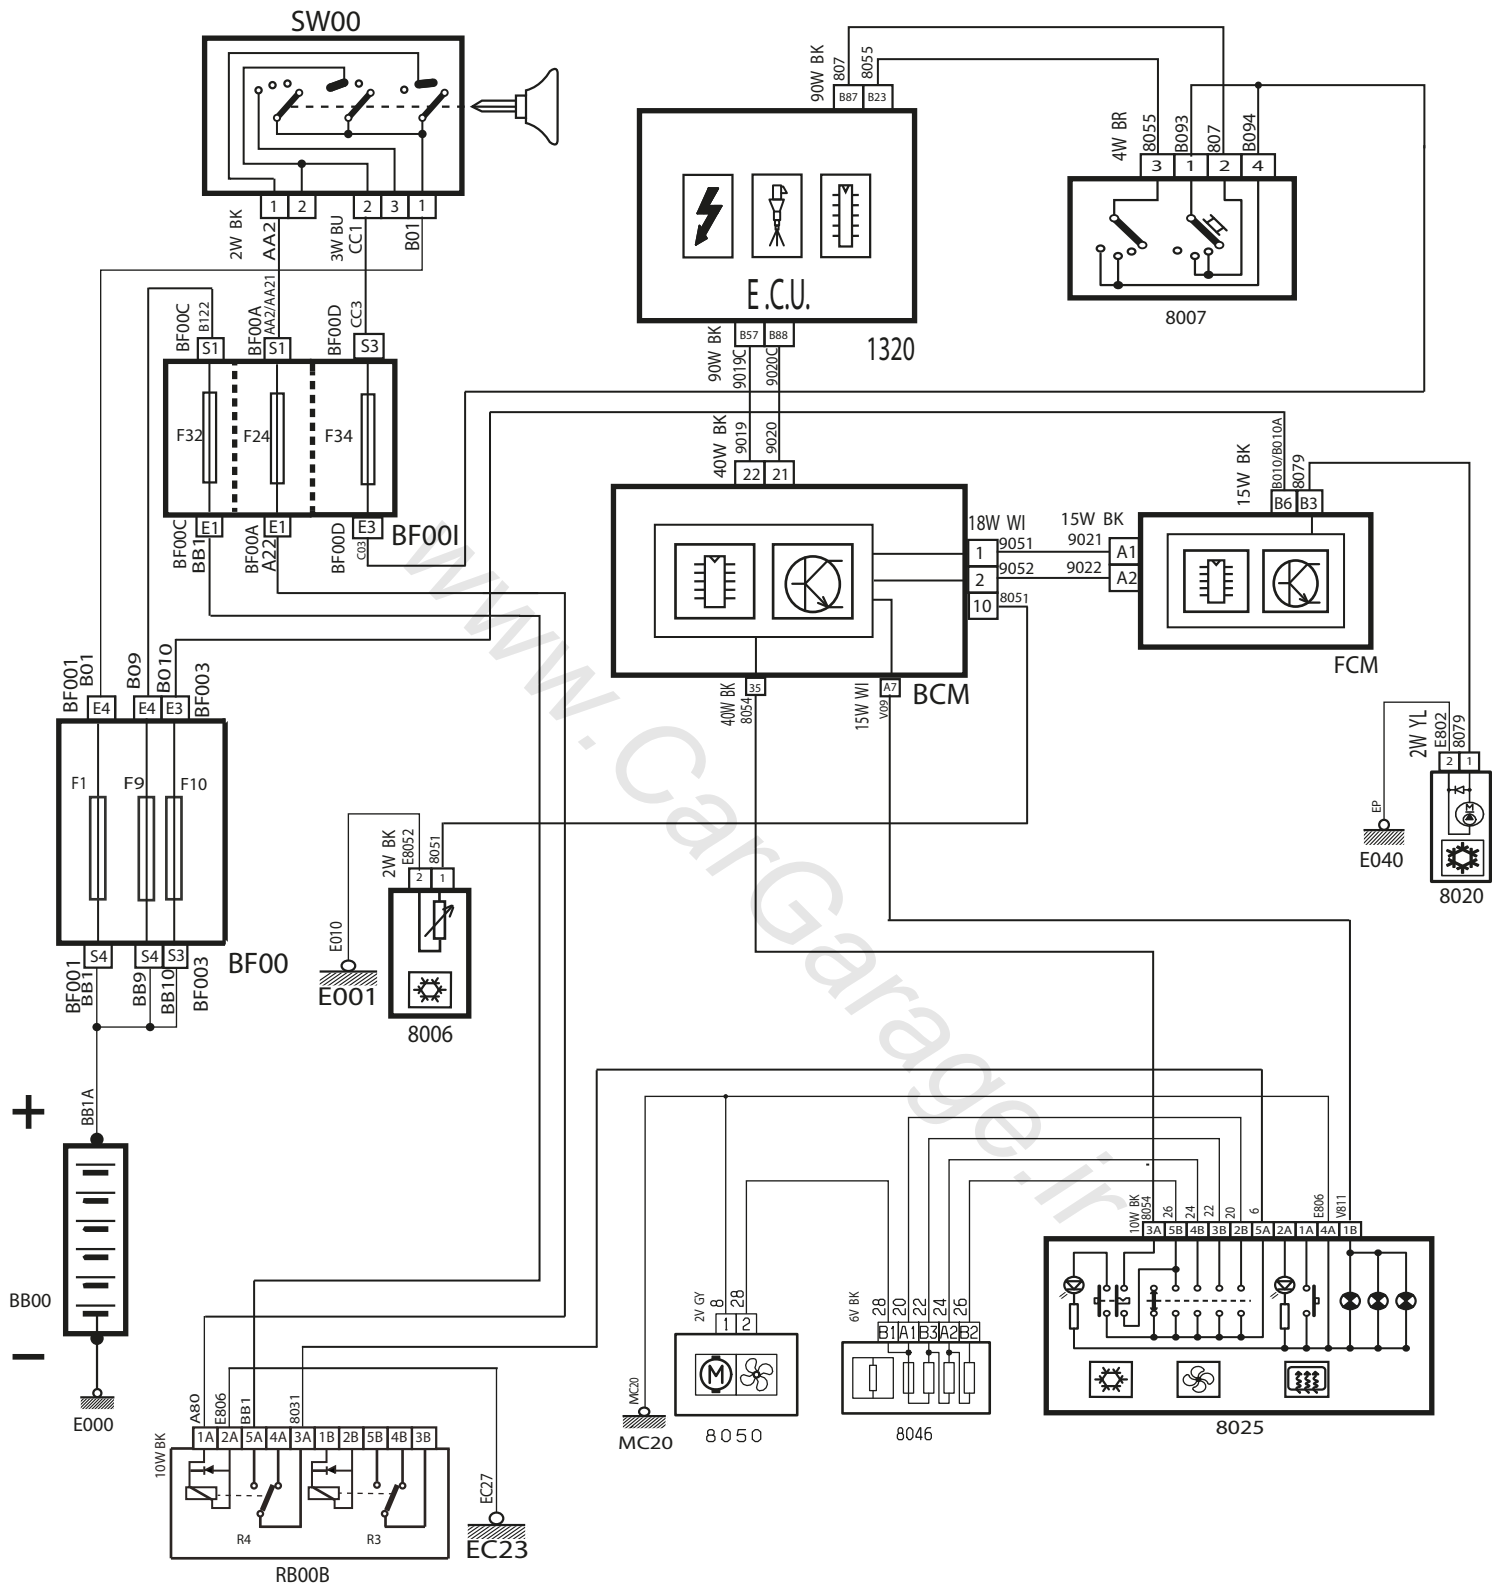 SW00
1
2
2
3
1
2W BK
AA2
3W BU
CC1
B01
BF00C
B122
BF00A
AA2/AA21
BF00D
CC3
S1
S1
S3
F32
F24
F34
E1
E1
E3
BF00I
BF00C
BB1
BF00A
A22
BF00D
C03
90W BK
807
8055
B87
B23
E.C.U.
1320
B57
B88
90W BK
9019C
9020C
4W BR
8055
B093
807
B094
3
1
2
4
8007
40W BK
9019
9020
22
21
18W WI
9051
9052
8051
1
2
10
BCM
35
A7
40W BK
8054
15W WI
V09
15W BK
9021
9022
A1
A2
15W BK
B010/B010A
8079
B6
B3
FCM
2W YL
E802
8079
2
1
M
8020
EP
E040
BF001
B01
B09
B010
BF003
E4
E4
E3
F1
F9
F10
S4
S4
S3
BF00
BF001
BB1
BB9
BB10
BF003
2W BK
E8052
8051
2
1
E010
E001
8006
+
BB1A
BB00
–
E000
www.CarGarage.ir
10W BK
8054
26
24
22
20
6
E806
V811
3A
5B
4B
3B
2B
5A
2A
1A
4A
1B
8025
2V GY
8
28
1
2
M
8050
MC20
MC20
6V BK
28
20
22
24
26
B1
A1
B3
A2
B2
8046
10W BK
A80
E806
BB1
8031
1A
2A
5A
4A
3A
1B
2B
5B
4B
3B
R4
R3
RB00B
EC27
EC23